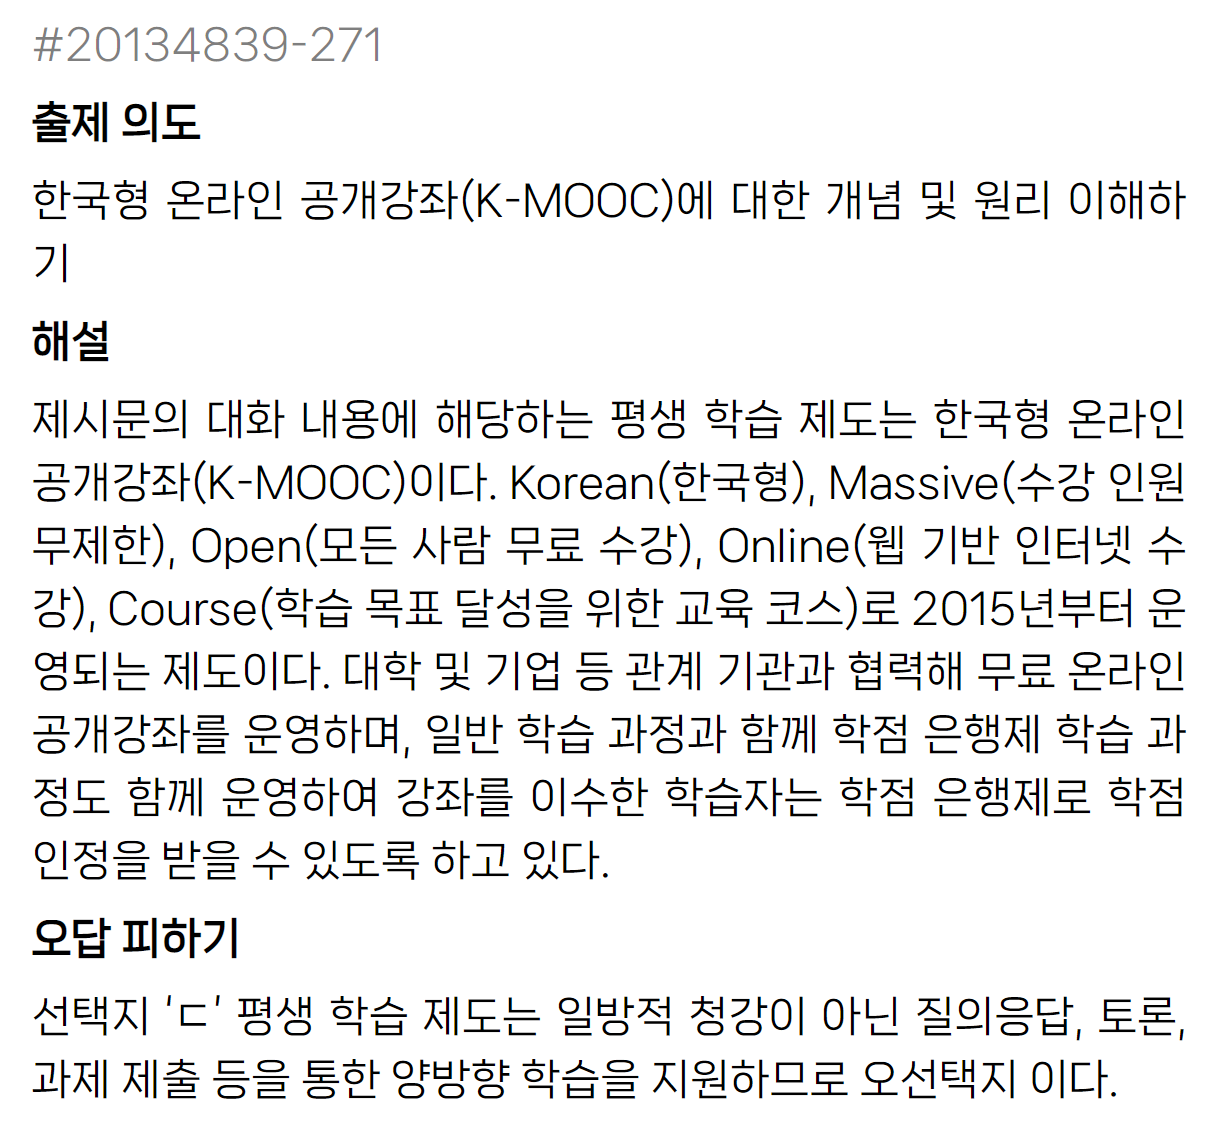 #20134839-271
출제 의도
한국형 온라인 공개강좌(K-MOOC)에 대한 개념 및 원리 이해하
기
해설
제시문의 대화 내용에 해당하는 평생 학습 제도는 한국형 온라인
공개강좌(K-MOOC)이다. Korean(한국형), Massive(수강 인원
무제한), Open(모든 사람 무료 수강), Online(웹 기반 인터넷 수
강), Course(학습 목표 달성을 위한 교육 코스)로 2015년부터 운
영되는 제도이다. 대학 및 기업 등 관계 기관과 협력해 무료 온라인
공개강좌를 운영하며, 일반 학습 과정과 함께 학점 은행제 학습 과
정도 함께 운영하여 강좌를 이수한 학습자는 학점 은행제로 학점
인정을 받을 수 있도록 하고 있다.
오답 피하기
선택지 ‘ㄷ’ 평생 학습 제도는 일방적 청강이 아닌 질의응답, 토론,
과제 제출 등을 통한 양방향 학습을 지원하므로 오선택지 이다.